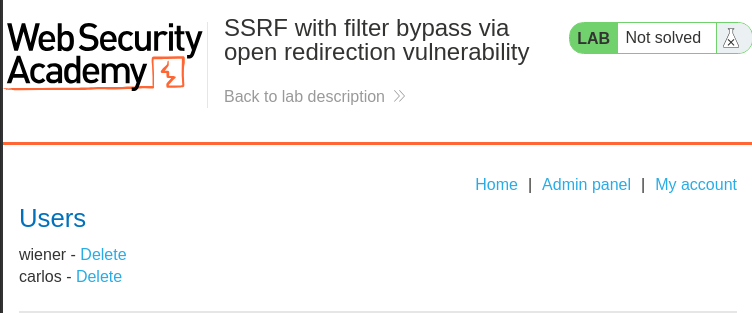 Web Security
Academy
SSRF with filter bypass via
open redirection vulnerability
LAB Not solved
Back to lab description
Home | Admin panel | My account
Users
wiener - Delete
carlos - Delete